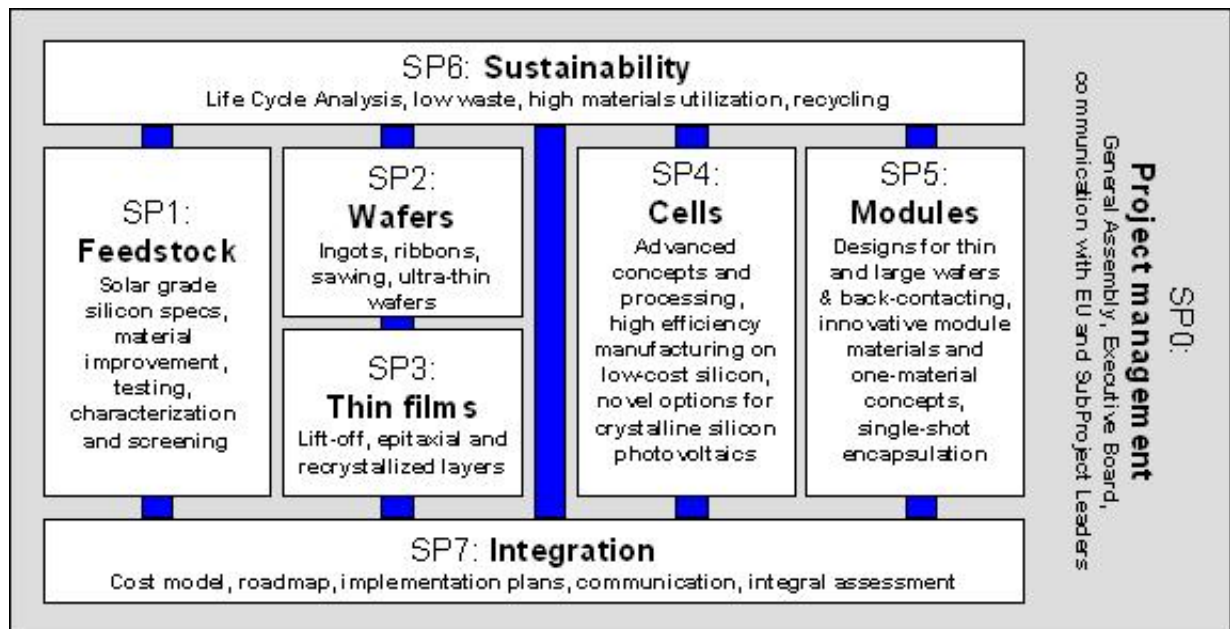 SP6: Sustainability
Life Cycle Analysis, low waste, high materials utilization, recycling
SP1:
Feedstock
Solar grade
silicon specs,
material
improvement,
testing,
characterization
and screening
SP2:
Wafers
Ingots, ribbons,
sawing, ultra-thin
wafers
SP3:
Thin films
Lift-off, epitaxial and
recrystallized layers
SP4:
Cells
Advanced
concepts and
processing,
high efficiency
manufacturing on
low-cost silicon,
novel options for
crystalline silicon
photovoltaics
SP5:
Modules
Designs for thin
and large wafers
& back-contacting,
innovative module
materials and
one-material
concepts,
single-shot
encapsulation
SP7: Integration
Cost model, roadmap, implementation plans, communication, integral assessment
SP0:
Project management
General Assembly, Executive Board,
communication with EU and SubProject Leaders